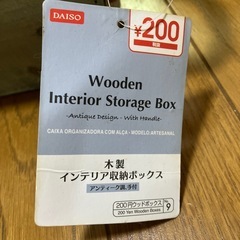 DAISO
¥200
税抜
Wooden
Interior Storage Box
-Antique Design - With Handle-
CAIXA ORGANIZADORA COM ALÇA - MODELO ARTESANAL
木製
インテリア収納ボックス
アンティーク調、手付
200円ウッドボックス
200 Yen Wooden Boxes
9